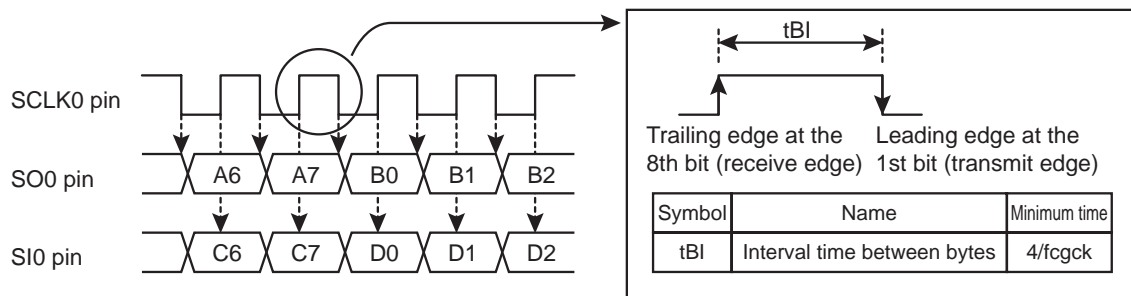 SCLK0 pin
SO0 pin
A6 A7 B0 B1 B2
SI0 pin
C6 C7 D0 D1 D2
tBI
Trailing edge at the
8th bit (receive edge)
Leading edge at the
1st bit (transmit edge)
Symbol Name Minimum time
tBI Interval time between bytes 4/fcgck